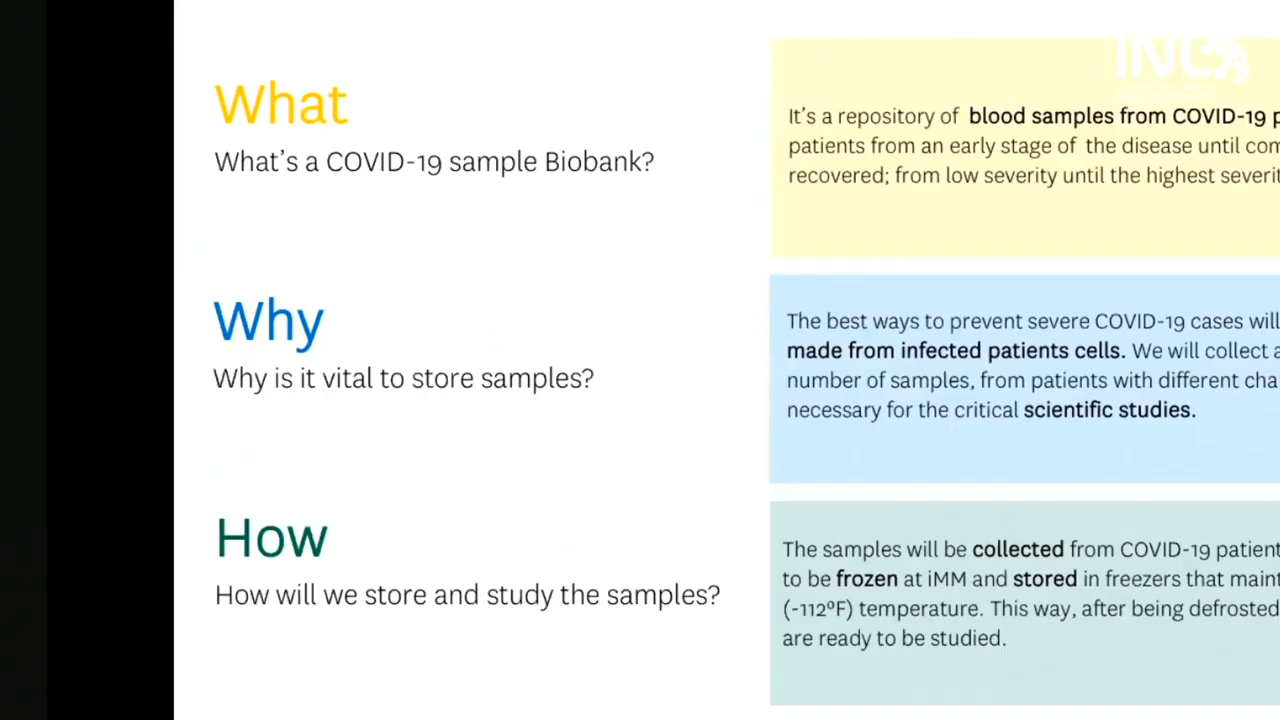 What
What's a COVID-19 sample Biobank?
It's a repository of blood samples from COVID-19
patients from an early stage of the disease until
recovered; from low severity until the highest
Why
Why is it vital to store samples?
The best ways to prevent severe COVID-19 cases will
made from infected patients cells. We will collect
number of samples, from patients with different
necessary for the critical scientific studies.
How
How will we store and study the samples?
The samples will be collected from COVID-19
to be frozen at iMM and stored in freezers that
(-112ºF) temperature. This way, after being defrosted
are ready to be studied.